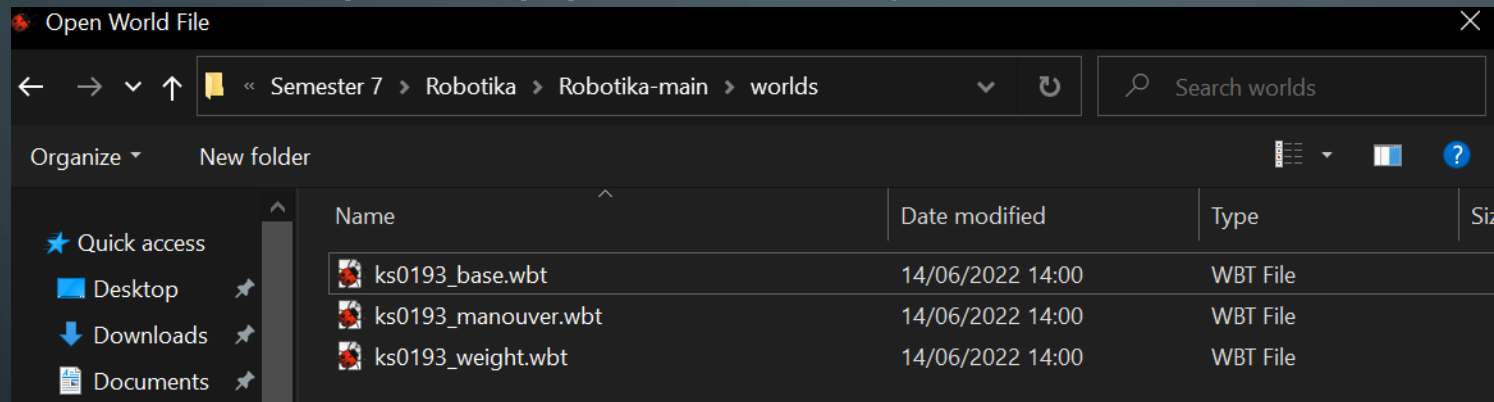 Open World File
« Semester 7 > Robotika > Robotika-main > worlds
Search worlds
Organize
New folder
?
Name Date modified Type Siz
Quick access
Desktop
Downloads
Documents
ks0193_base.wbt 14/06/2022 14:00 WBT File
ks0193_manouver.wbt 14/06/2022 14:00 WBT File
ks0193_weight.wbt 14/06/2022 14:00 WBT File